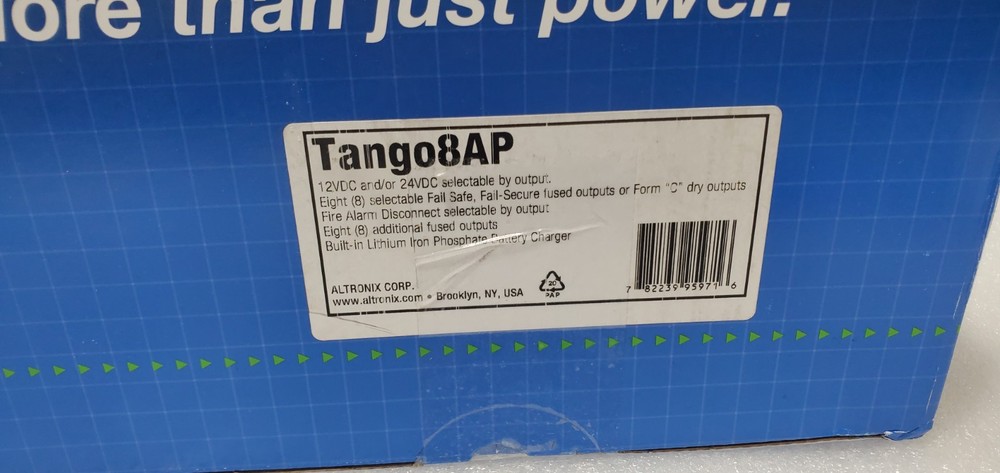 ore than just power.
Tango8AP
12VDC and/or 24VDC selectable by output.
Eight (8) selectable Fail Safe, Fail-Secure fused outputs or Form "C" dry outputs
Fire Alarm Disconnect selectable by output
Eight (8) additional fused outputs
Built-in Lithium Iron Phosphate Battery Charger
ALTRONIX CORP.
www.altronix.com • Brooklyn, NY, USA
20
PAP
7 82239 95971 6